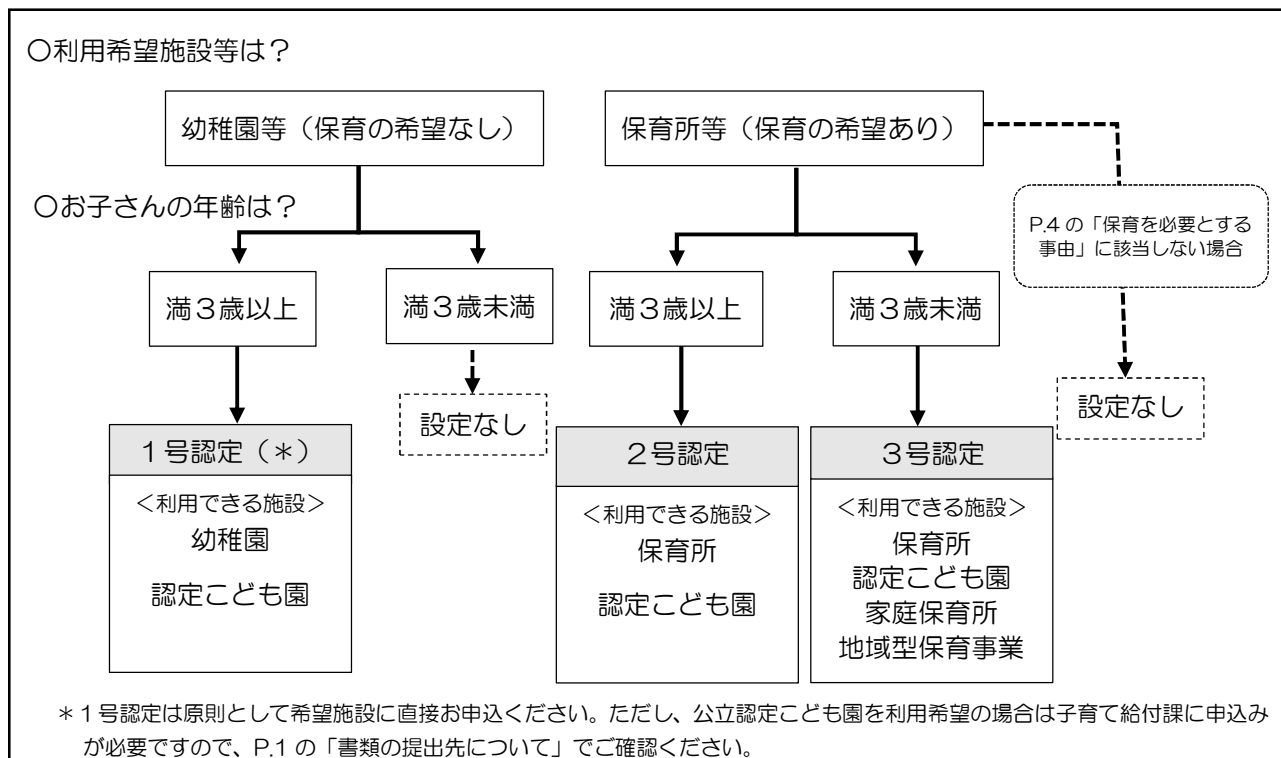 〇利用希望施設等は？
幼稚園等（保育の希望なし）
保育所等（保育の希望あり）
P.4 の「保育を必要とする
事由」に該当しない場合
〇お子さんの年齢は？
満３歳以上
満３歳未満
満３歳以上
満３歳未満
設定なし
設定なし
１号認定（＊）
＜利用できる施設＞
幼稚園
認定こども園
２号認定
＜利用できる施設＞
保育所
認定こども園
３号認定
＜利用できる施設＞
保育所
認定こども園
家庭保育所
地域型保育事業
＊１号認定は原則として希望施設に直接お申込ください。ただし、公立認定こども園を利用希望の場合は子育て給付課に申込み
が必要ですので、P.1 の「書類の提出先について」でご確認ください。